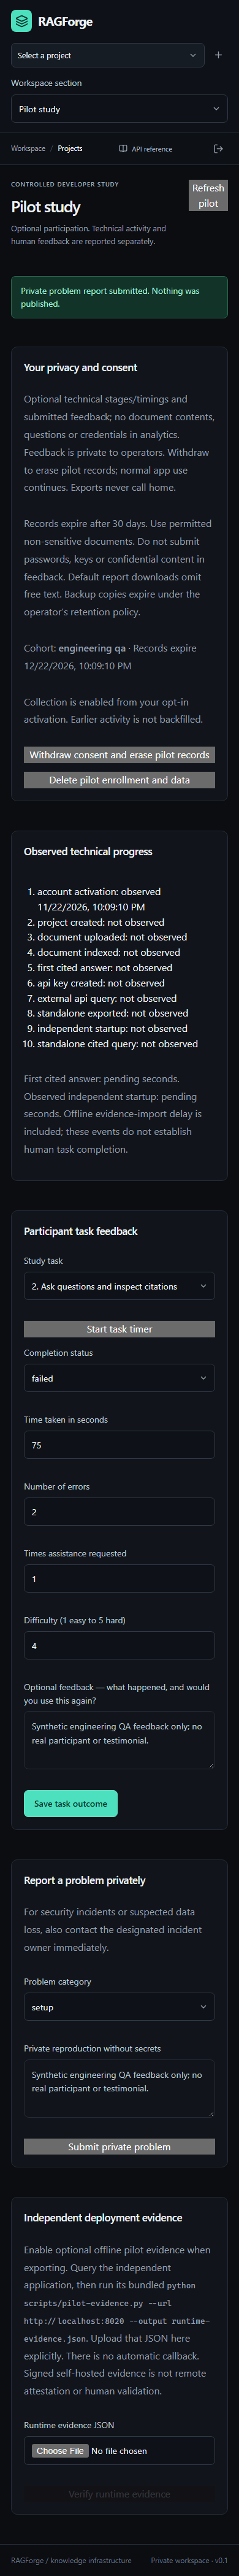 RAGForge
Select a project
Workspace section
Pilot study
Workspace / Projects
API reference
CONTROLLED DEVELOPER STUDY
Refresh
pilot
Pilot study
Optional participation. Technical activity and
human feedback are reported separately.
Private problem report submitted. Nothing was
published.
Your privacy and consent
Optional technical stages/timings and
submitted feedback; no document contents,
questions or credentials in analytics.
Feedback is private to operators. Withdraw
to erase pilot records; normal app use
continues. Exports never call home.
Records expire after 30 days. Use permitted
non-sensitive documents. Do not submit
passwords, keys or confidential content in
feedback. Default report downloads omit
free text. Backup copies expire under the
operator's retention policy.
Cohort: engineering qa · Records expire
12/22/2026, 10:09:10 PM
Collection is enabled from your opt-in
activation. Earlier activity is not backfilled.
Withdraw consent and erase pilot records
Delete pilot enrollment and data
Observed technical progress
1. account activation: observed
11/22/2026, 10:09:10 PM
2. project created: not observed
3. document uploaded: not observed
4. document indexed: not observed
5. first cited answer: not observed
6. api key created: not observed
7. external api query: not observed
8. standalone exported: not observed
9. independent startup: not observed
10. standalone cited query: not observed
First cited answer: pending seconds.
Observed independent startup: pending
seconds. Offline evidence-import delay is
included; these events do not establish
human task completion.
Participant task feedback
Study task
2. Ask questions and inspect citations
Start task timer
Completion status
failed
Time taken in seconds
75
Number of errors
2
Times assistance requested
1
Difficulty (1 easy to 5 hard)
4
Optional feedback — what happened, and would
you use this again?
Synthetic engineering QA feedback only; no
real participant or testimonial.
Save task outcome
Report a problem privately
For security incidents or suspected data
loss, also contact the designated incident
owner immediately.
Problem category
setup
Private reproduction without secrets
Synthetic engineering QA feedback only; no
real participant or testimonial.
Submit private problem
Independent deployment evidence
Enable optional offline pilot evidence when
exporting. Query the independent
application, then run its bundled python
scripts/pilot-evidence.py --url
http://localhost:8020 --output runtime-
evidence.json. Upload that JSON here
explicitly. There is no automatic callback.
Signed self-hosted evidence is not remote
attestation or human validation.
Runtime evidence JSON
Choose File No file chosen
Verify runtime evidence
RAGForge / knowledge infrastructure
Private workspace · v0.1